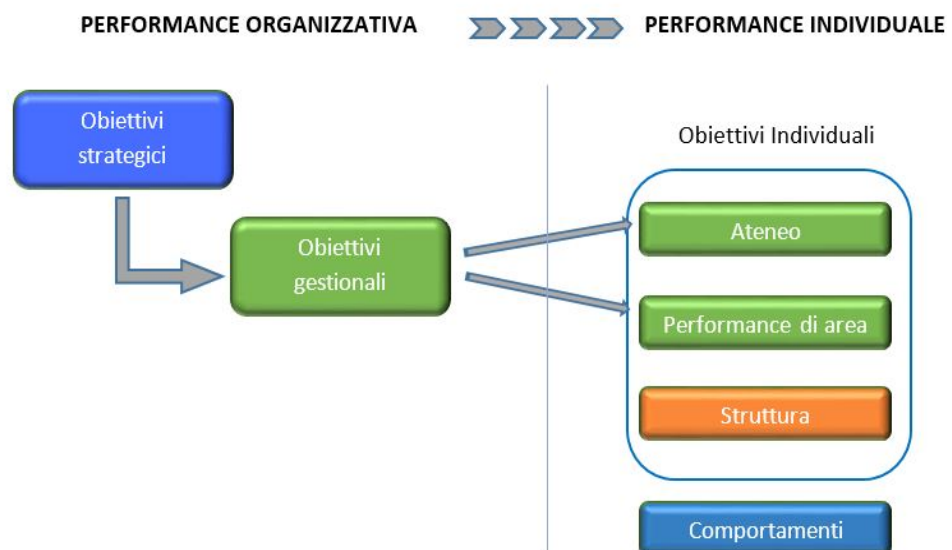 PERFORMANCE ORGANIZZATIVA
PERFORMANCE INDIVIDUALE
Obiettivi
strategici
Obiettivi
gestionali
Obiettivi Individuali
Ateneo
Performance di area
Struttura
Comportamenti